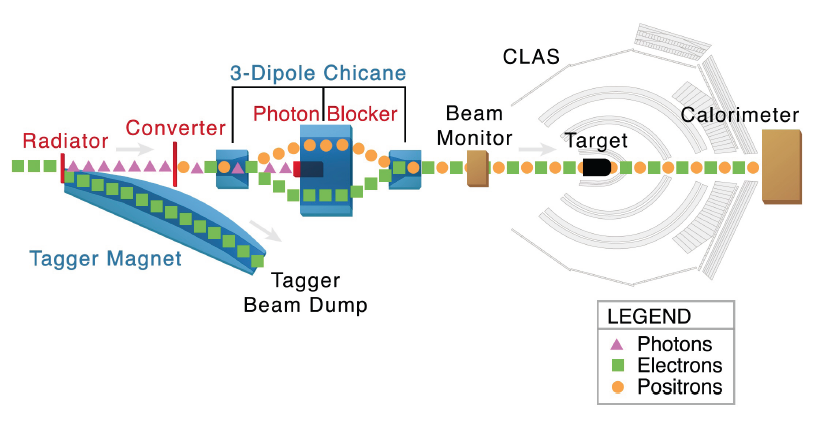 CLAS
3-Dipole Chicane
Photon Blocker
Beam
Monitor
Calorimeter
Radiator
Converter
Target
Tagger Magnet
Tagger
Beam Dump
LEGEND
Photons
Electrons
Positrons